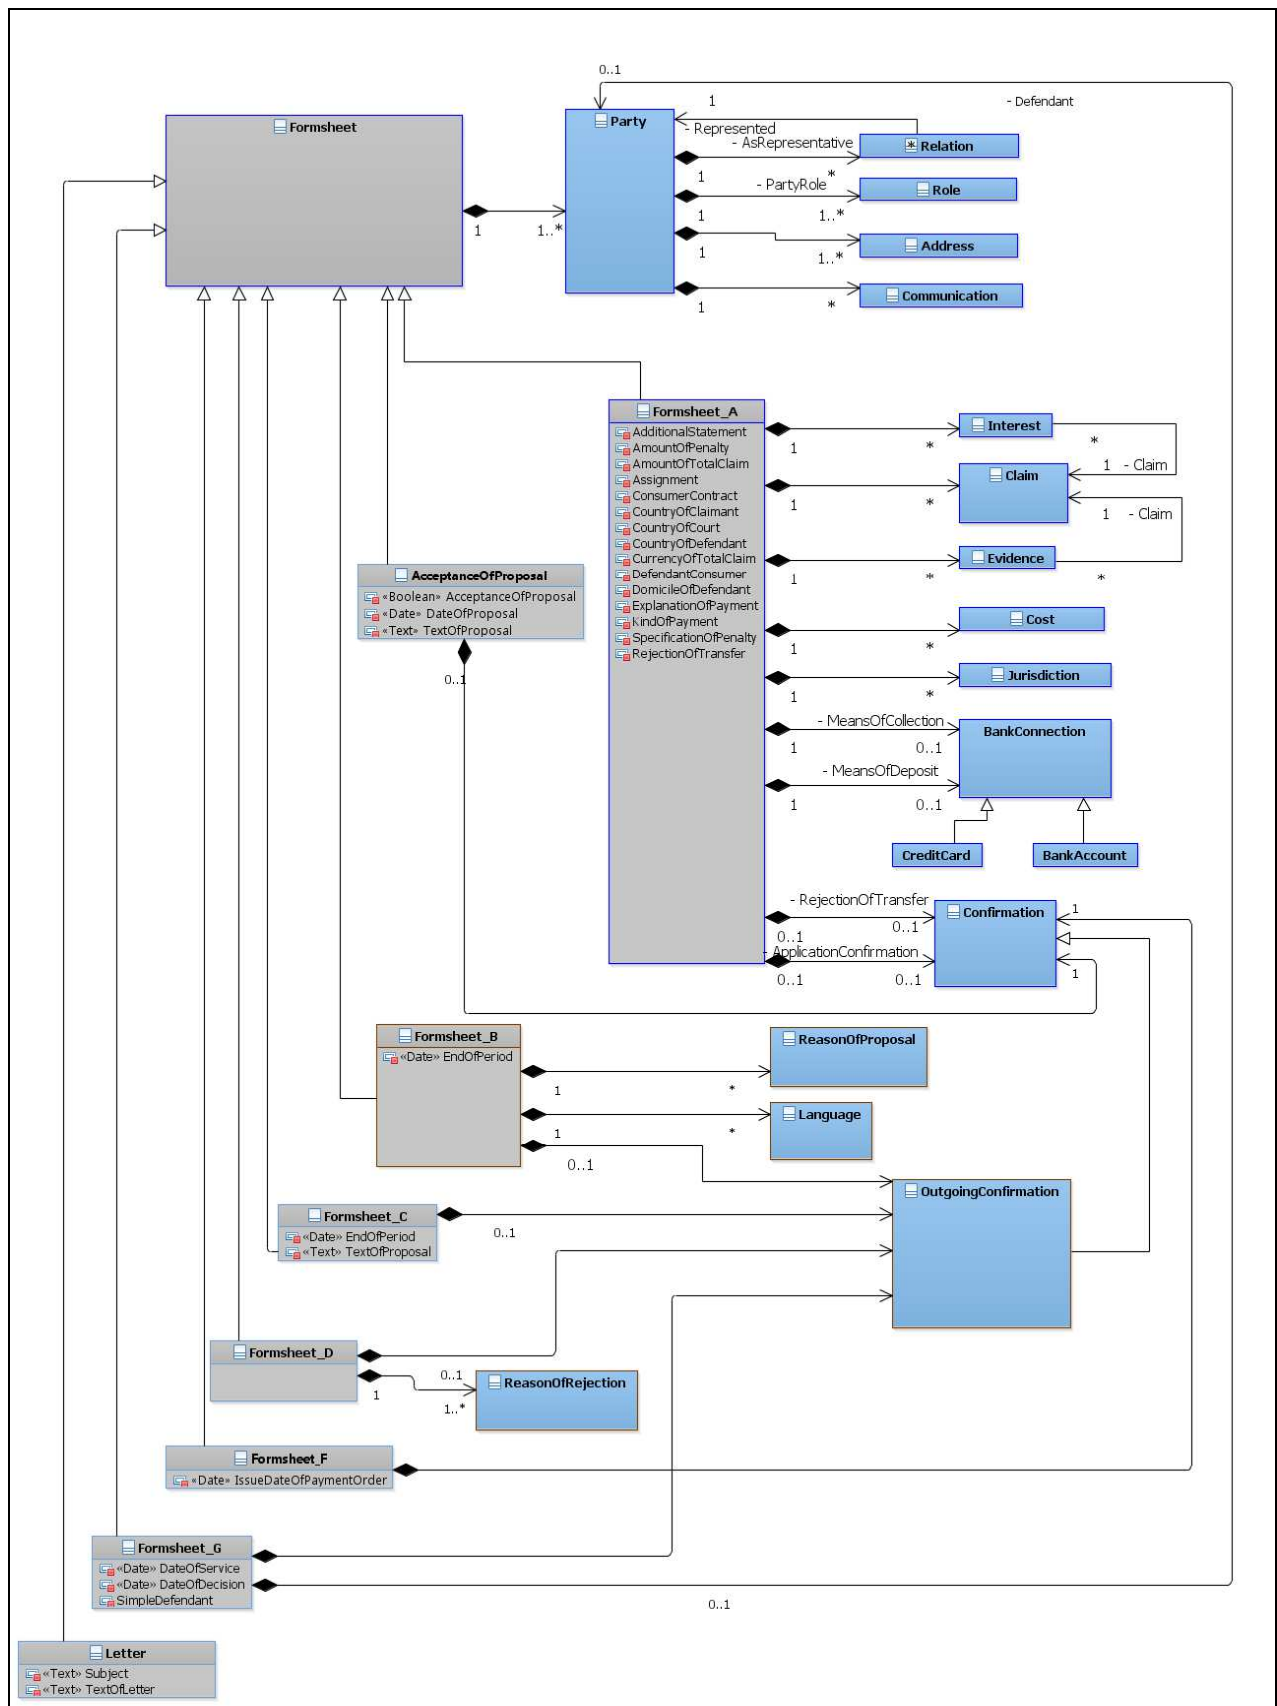 0..1
1
- Defendant
Formsheet
Party
- Represented
- AsRepresentative
Relation
1
*
- PartyRole
Role
1
1..*
1
1..*
Address
1
1..*
Communication
1
*
Formsheet_A
AdditionalStatement
AmountOfPenalty
AmountOfTotalClaim
Assignment
ConsumerContract
CountryOfClaimant
CountryOfCourt
CountryOfDefendant
CurrencyOfTotalClaim
DefendantConsumer
DomicileOfDefendant
ExplanationOfPayment
KindOfPayment
SpecificationOfPenalty
RejectionOfTransfer
Interest
1
*
*
1 - Claim
Claim
1
*
1 - Claim
Evidence
1
*
*
Cost
1
*
Jurisdiction
1
*
- MeansOfCollection
1
0..1
BankConnection
- MeansOfDeposit
1
0..1
CreditCard
BankAccount
AcceptanceOfProposal
«Boolean» AcceptanceOfProposal
«Date» DateOfProposal
«Text» TextOfProposal
0..1
- RejectionOfTransfer
0..1
0..1
Confirmation
1
- ApplicationConfirmation
0..1
0..1
1
Formsheet_B
«Date» EndOfPeriod
ReasonOfProposal
1
*
Language
1
*
0..1
OutgoingConfirmation
Formsheet_C
«Date» EndOfPeriod
«Text» TextOfProposal
0..1
Formsheet_D
0..1
1
1..*
ReasonOfRejection
Formsheet_F
«Date» IssueDateOfPaymentOrder
Formsheet_G
«Date» DateOfService
«Date» DateOfDecision
SimpleDefendant
0..1
Letter
«Text» Subject
«Text» TextOfLetter